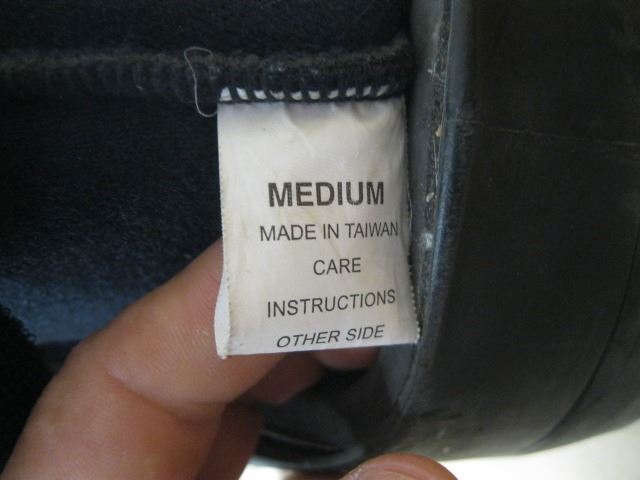 MEDIUM
MADE IN TAIWAN
CARE
INSTRUCTIONS
OTHER SIDE